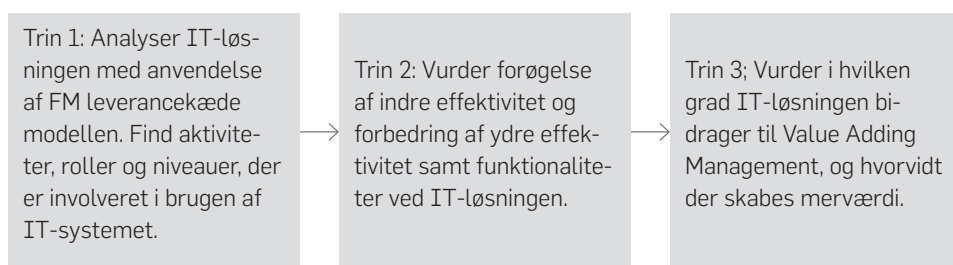 Trin 1: Analyser IT-løs-
ningen med anvendelse
af FM leverancekæde
modellen. Find aktivite-
ter, roller og niveauer, der
er involveret i brugen af
IT-systemet.
Trin 2: Vurder forøgelse
af indre effektivitet og
forbedring af ydre effek-
tivitet samt funktionalite-
ter ved IT-løsningen.
Trin 3; Vurder i hvilken
grad IT-løsningen bi-
drager til Value Adding
Management, og hvorvidt
der skabes merværdi.